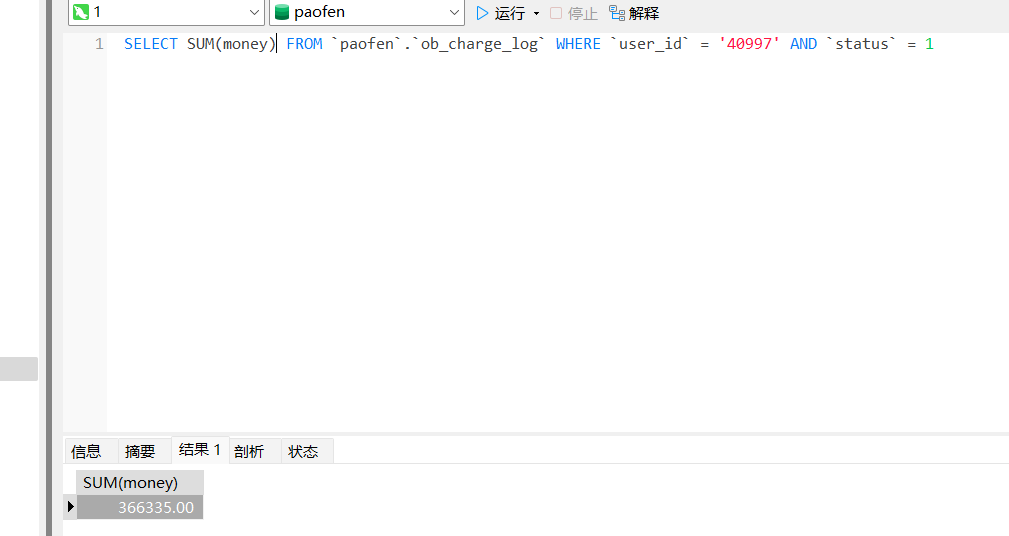 1 paofen 运行 停止 解释
1 SELECT SUM(money) FROM `paofen`.`ob_charge_log` WHERE `user_id` = '40997' AND `status` = 1
信息 摘要 结果 1 剖析 状态
SUM(money)
366335.00